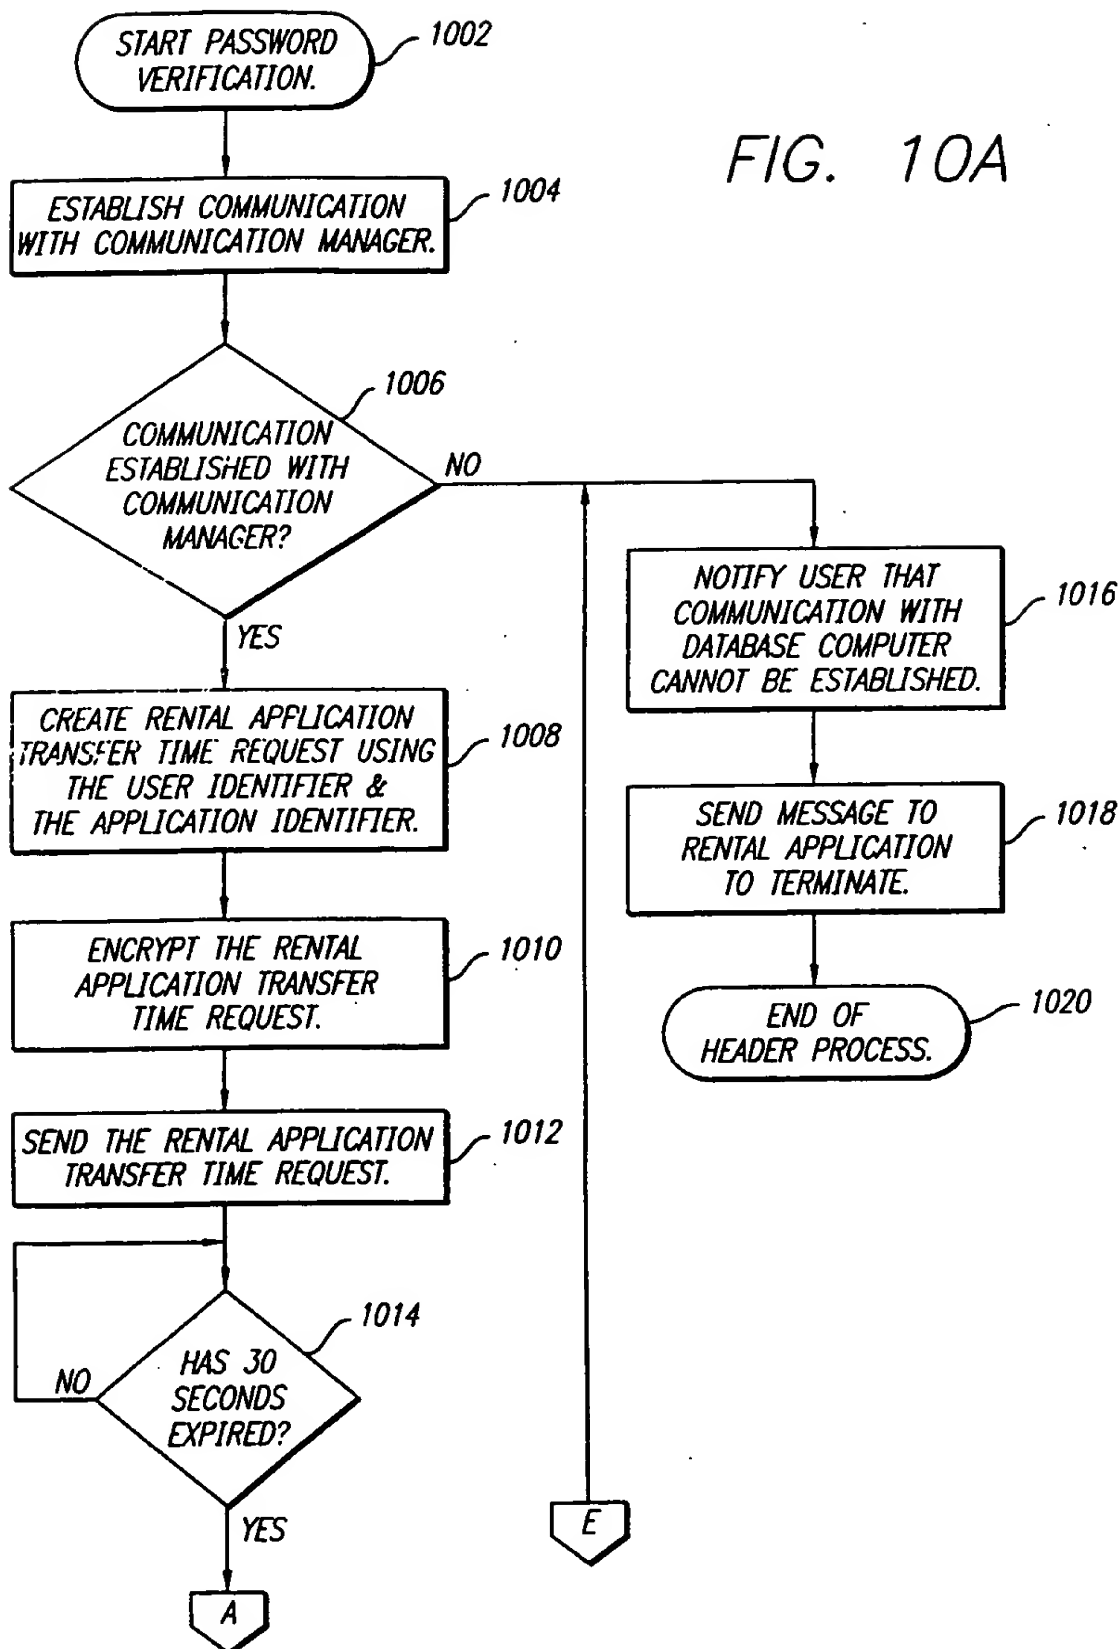 START PASSWORD
VERIFICATION.
1002
FIG. 10A
ESTABLISH COMMUNICATION
WITH COMMUNICATION MANAGER.
1004
COMMUNICATION
ESTABLISHED WITH
COMMUNICATION
MANAGER?
1006
NO
YES
NOTIFY USER THAT
COMMUNICATION WITH
DATABASE COMPUTER
CANNOT BE ESTABLISHED.
1016
CREATE RENTAL APPLICATION
TRANSFER TIME REQUEST USING
THE USER IDENTIFIER &
THE APPLICATION IDENTIFIER.
1008
SEND MESSAGE TO
RENTAL APPLICATION
TO TERMINATE.
1018
ENCRYPT THE RENTAL
APPLICATION TRANSFER
TIME REQUEST.
1010
END OF
HEADER PROCESS.
1020
SEND THE RENTAL APPLICATION
TRANSFER TIME REQUEST.
1012
HAS 30
SECONDS
EXPIRED?
1014
NO
YES
E
A